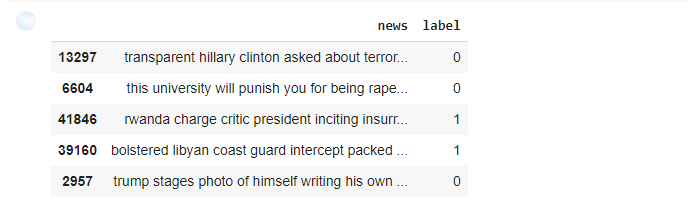 news label
13297 transparent hillary clinton asked about terror... 0
6604 this university will punish you for being rape... 0
41846 rwanda charge critic president inciting insurr... 1
39160 bolstered libyan coast guard intercept packed ... 1
2957 trump stages photo of himself writing his own ... 0